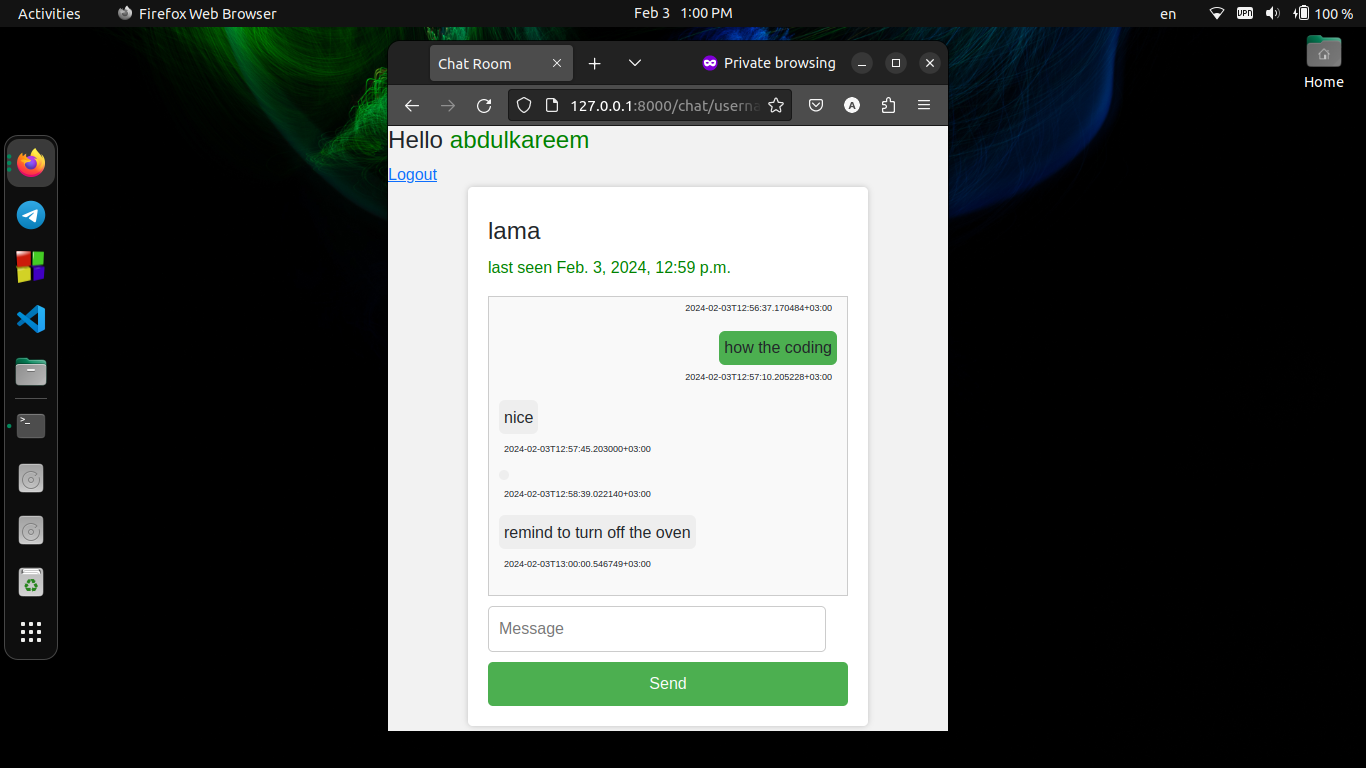 Activities
Firefox Web Browser
Feb 3 1:00 PM
en
VPN
100 %
Home
Chat Room
Private browsing
127.0.0.1:8000/chat/userna
A
Hello abdulkareem
Logout
lama
last seen Feb. 3, 2024, 12:59 p.m.
2024-02-03T12:56:37.170484+03:00
how the coding
2024-02-03T12:57:10.205228+03:00
nice
2024-02-03T12:57:45.203000+03:00
2024-02-03T12:58:39.022140+03:00
remind to turn off the oven
2024-02-03T13:00:00.546749+03:00
Message
Send